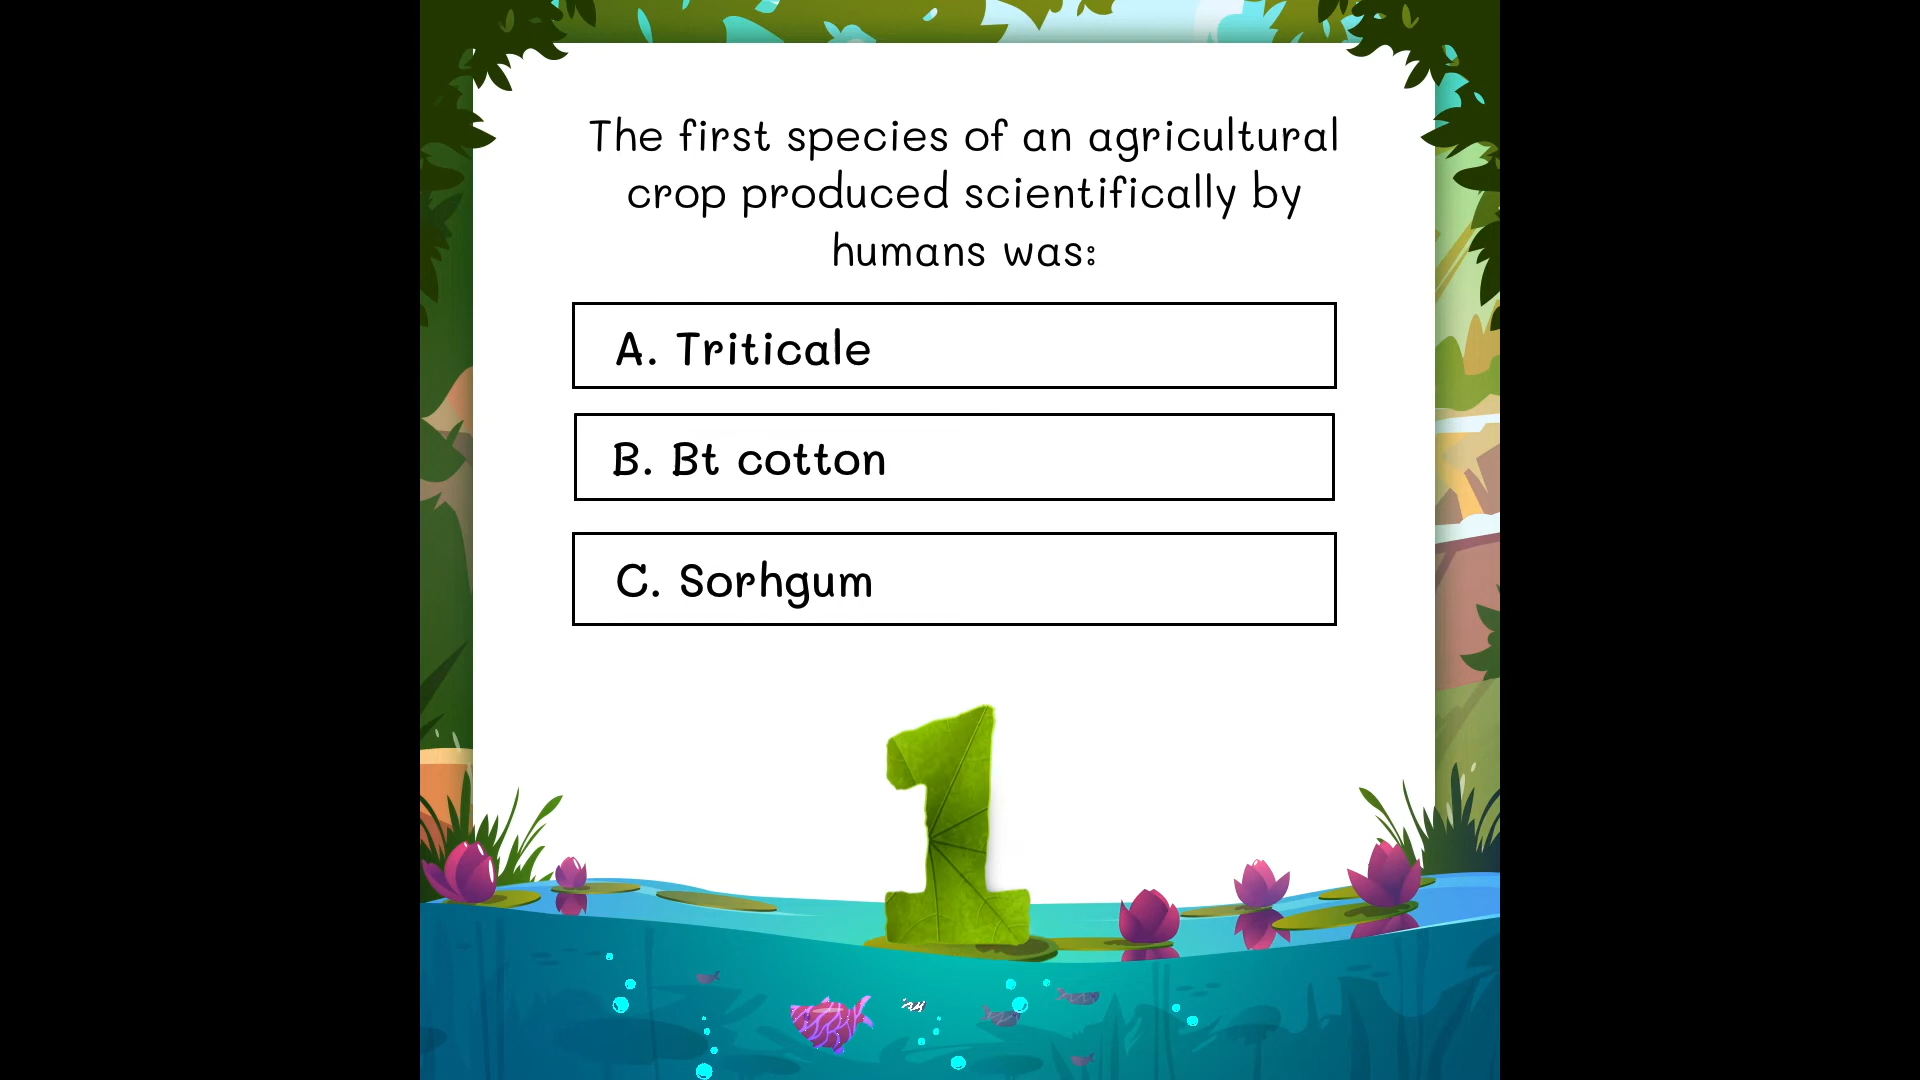 The first species of an agricultural
crop produced scientifically by
humans was:
A. Triticale
B. Bt cotton
C. Sorhgum
1